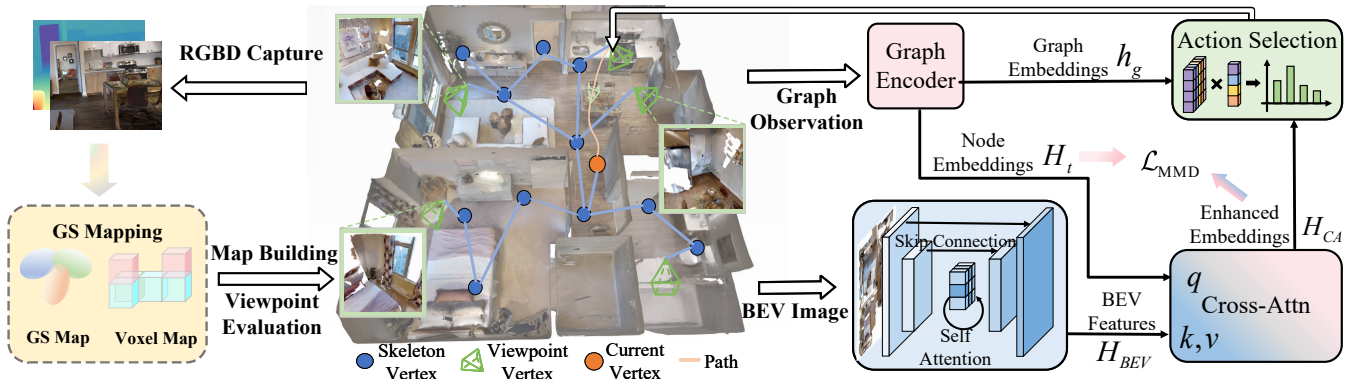 RGBD Capture
GS Mapping
GS Map
Voxel Map
Map Building
Viewpoint
Evaluation
Skeleton
Vertex
Viewpoint
Vertex
Current
Vertex
Path
Graph
Observation
BEV Image
Graph
Encoder
Graph
Embeddings h_g
Action Selection
Node
Embeddings H_t
ℒ_MMD
Skip Connection
Self
Attention
BEV
Features
H_BEV
Enhanced
Embeddings
H_CA
q
Cross-Attn
k, v